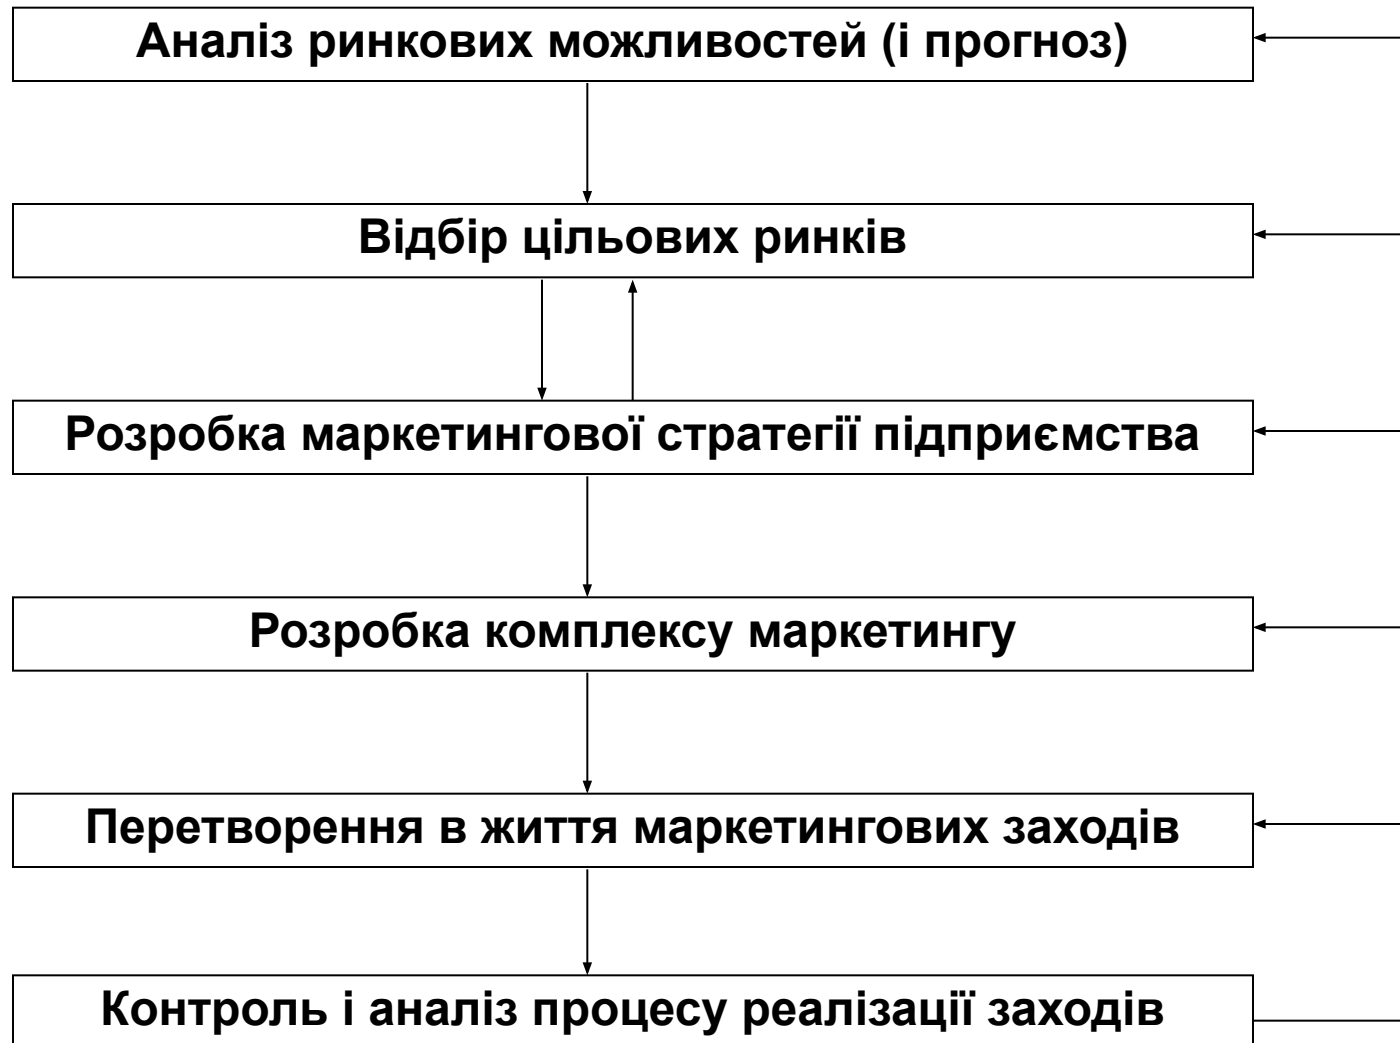 Аналіз ринкових можливостей (і прогноз)
Відбір цільових ринків
Розробка маркетингової стратегії підприємства
Розробка комплексу маркетингу
Перетворення в життя маркетингових заходів
Контроль і аналіз процесу реалізації заходів